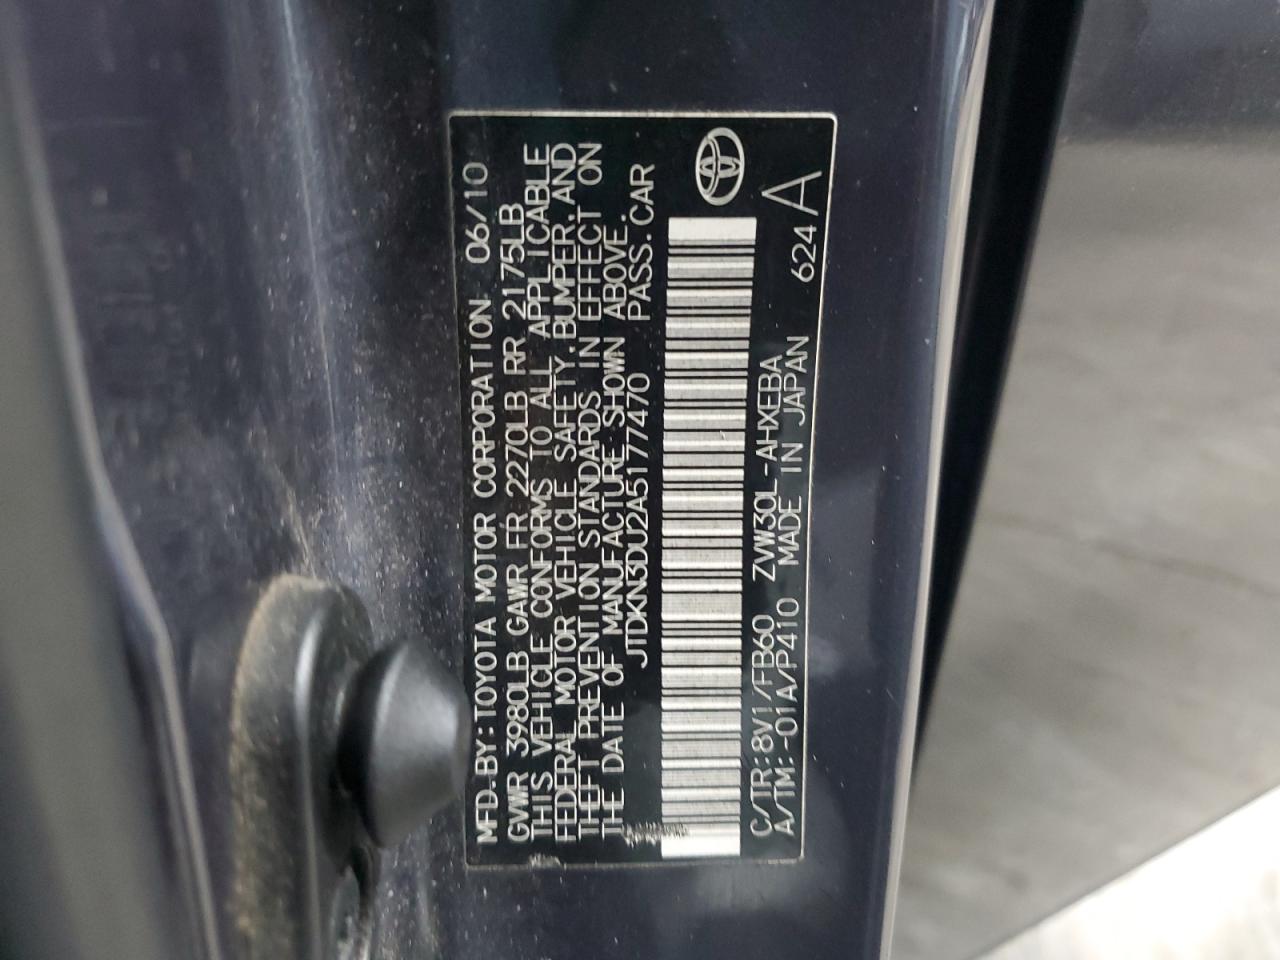 MFD.BY:TOYOTA MOTOR CORPORATION 06/10
GVWR 3980LB GAWR FR 2270LB RR 2175LB
THIS VEHICLE CONFORMS TO ALL APPLICABLE
FEDERAL MOTOR VEHICLE SAFETY,BUMPER,AND
THEFT PREVENTION STANDARDS IN EFFECT ON
THE DATE OF MANUFACTURE SHOWN ABOVE.
JTDKN3DU2A5177470 PASS.CAR
C/TR:8V1/FB60 ZVW30L-AHXEBA
A/TM:-01A/P410 MADE IN JAPAN 624 A